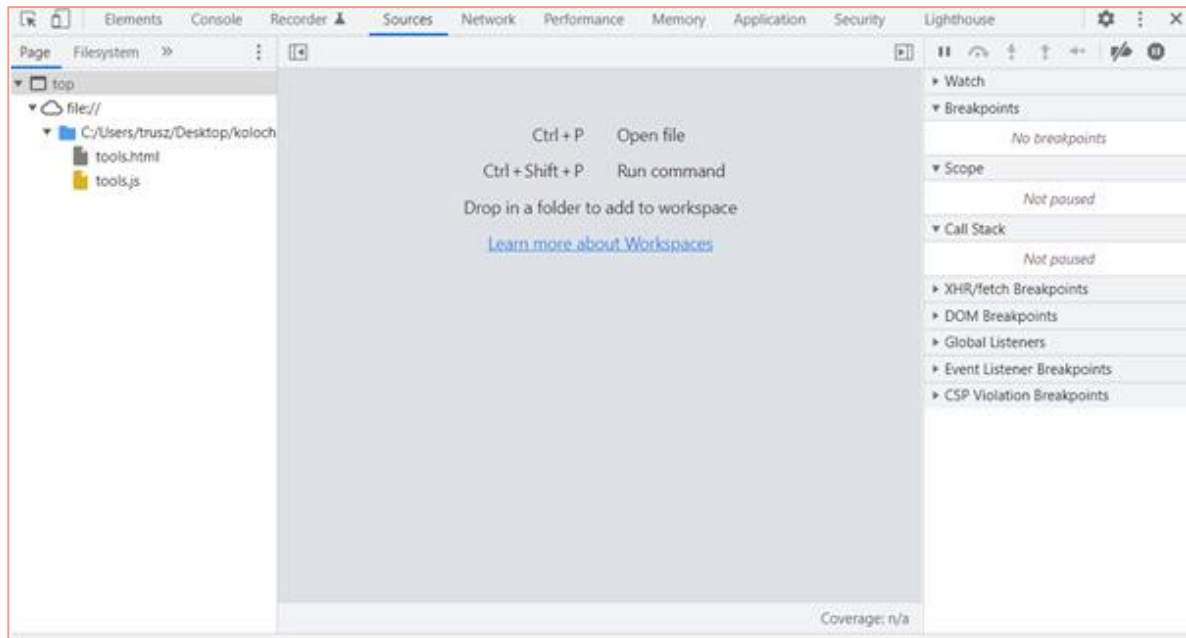 Elements Console Recorder Sources Network Performance Memory Application Security Lighthouse
Page Filesystem
top
file://
C:/Users/trusz/Desktop/koloch
tools.html
tools.js
Ctrl + P Open file
Ctrl + Shift + P Run command
Drop in a folder to add to workspace
Learn more about Workspaces
Coverage: n/a
Watch
Breakpoints
No breakpoints
Scope
Not paused
Call Stack
Not paused
XHR/fetch Breakpoints
DOM Breakpoints
Global Listeners
Event Listener Breakpoints
CSP Violation Breakpoints